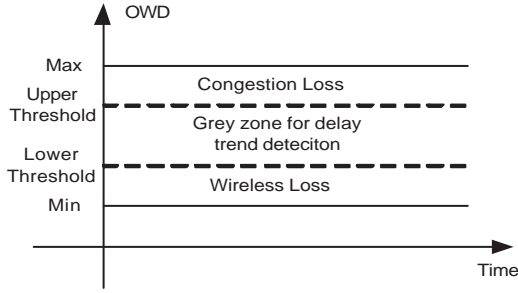 OWD
Max
Congestion Loss
Upper
Threshold
Grey zone for delay
trend deteciton
Lower
Threshold
Wireless Loss
Min
Time